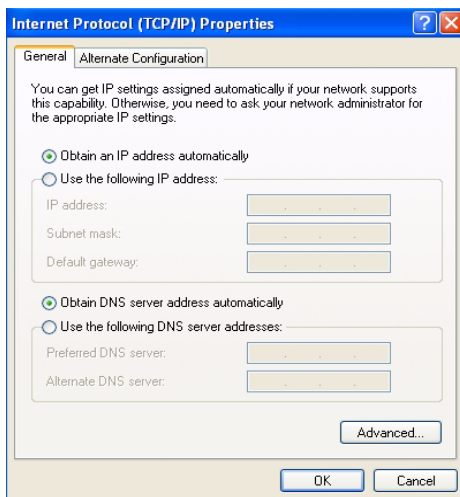 Internet Protocol (TCP/IP) Properties
General
Alternate Configuration
You can get IP settings assigned automatically if your network supports
this capability. Otherwise, you need to ask your network administrator for
the appropriate IP settings.
Obtain an IP address automatically
Use the following IP address:
IP address:
Subnet mask:
Default gateway:
Obtain DNS server address automatically
Use the following DNS server addresses:
Preferred DNS server:
Alternate DNS server:
Advanced...
OK
Cancel